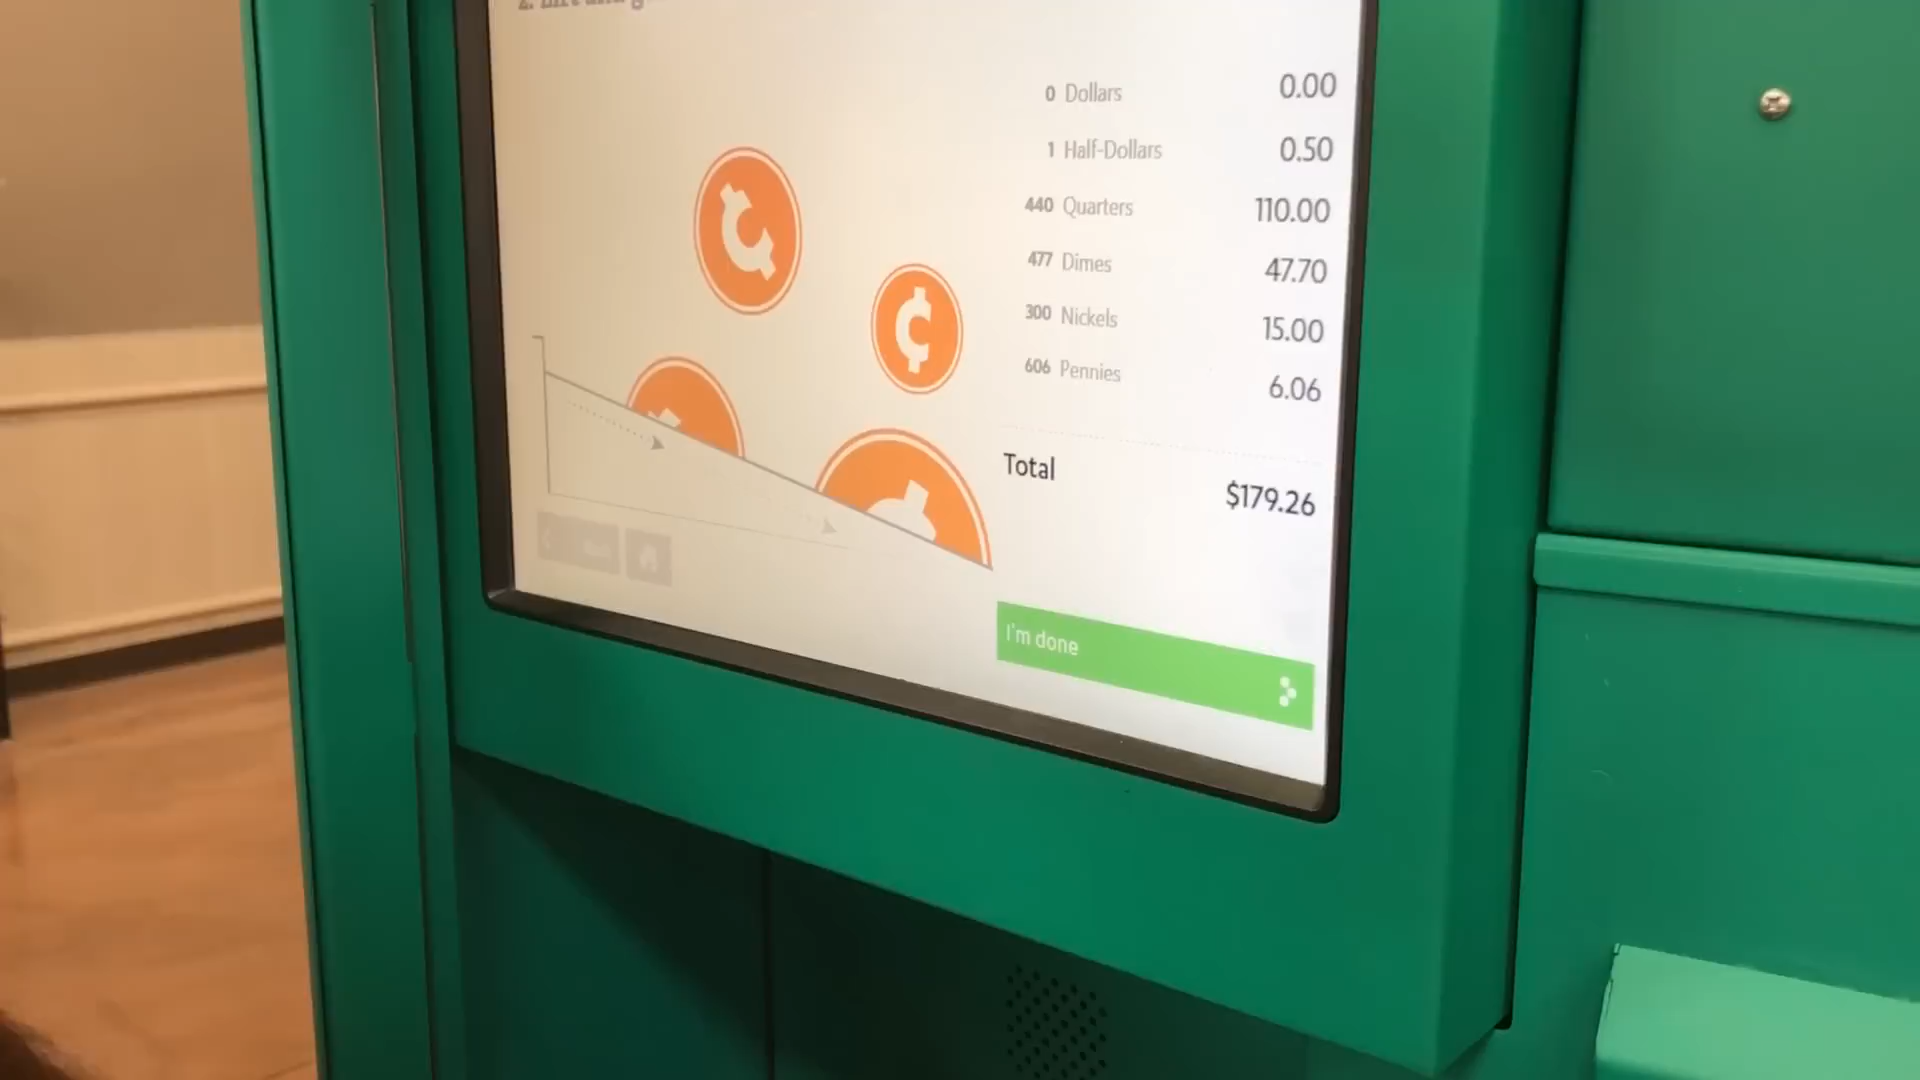 0 Dollars 0.00
1 Half-Dollars 0.50
440 Quarters 110.00
477 Dimes 47.70
300 Nickels 15.00
606 Pennies 6.06
Total $179.26
I'm done